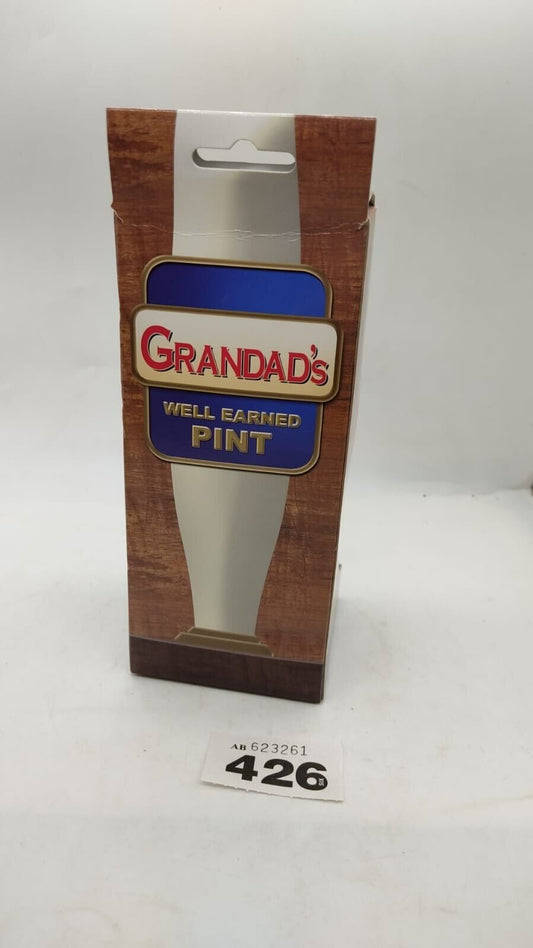 GRANDAD'S
WELL EARNED
PINT
AB 623261
426